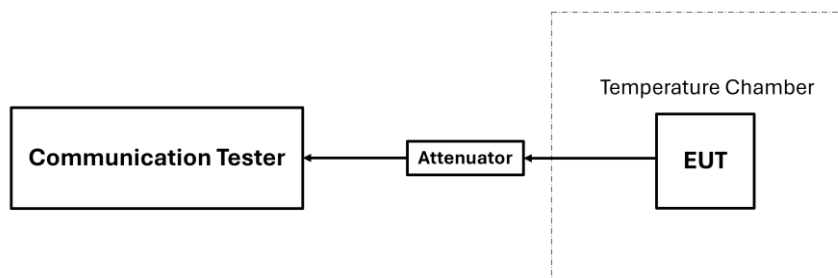 Temperature Chamber
Communication Tester
Attenuator
EUT